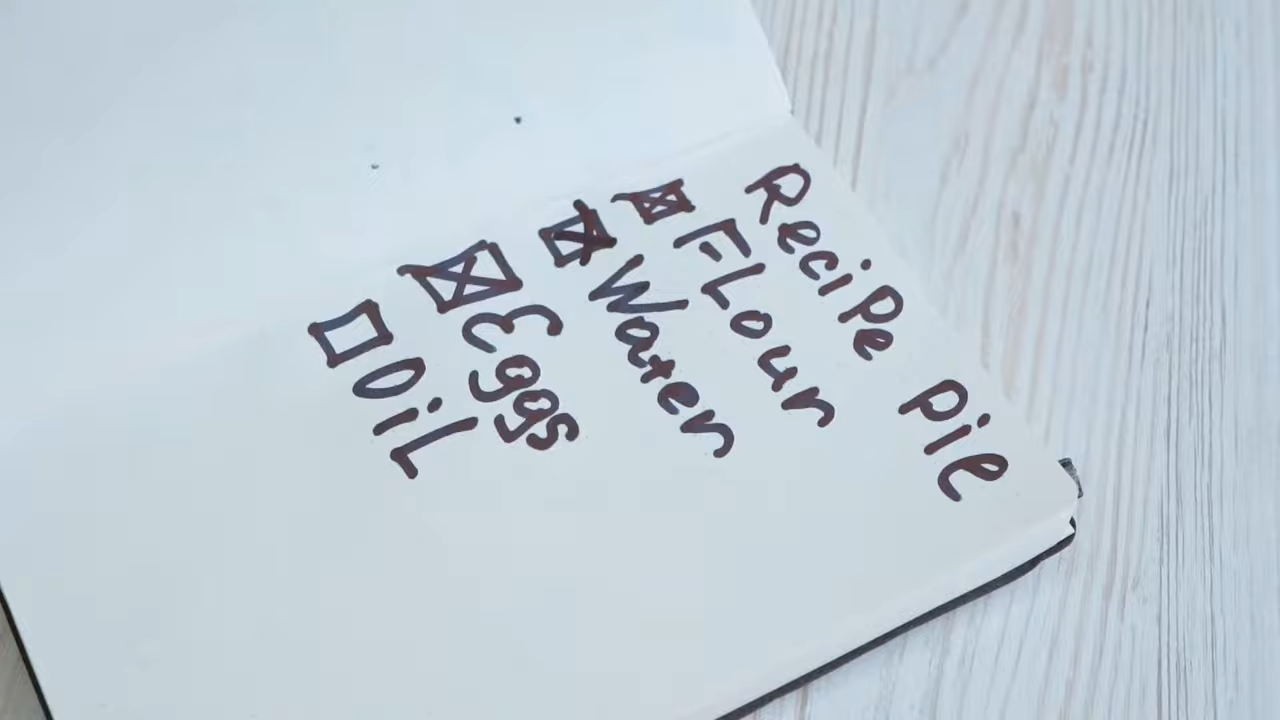 Recipe Pie
☒ FLour
☒ Water
☒ Eggs
☐ OiL